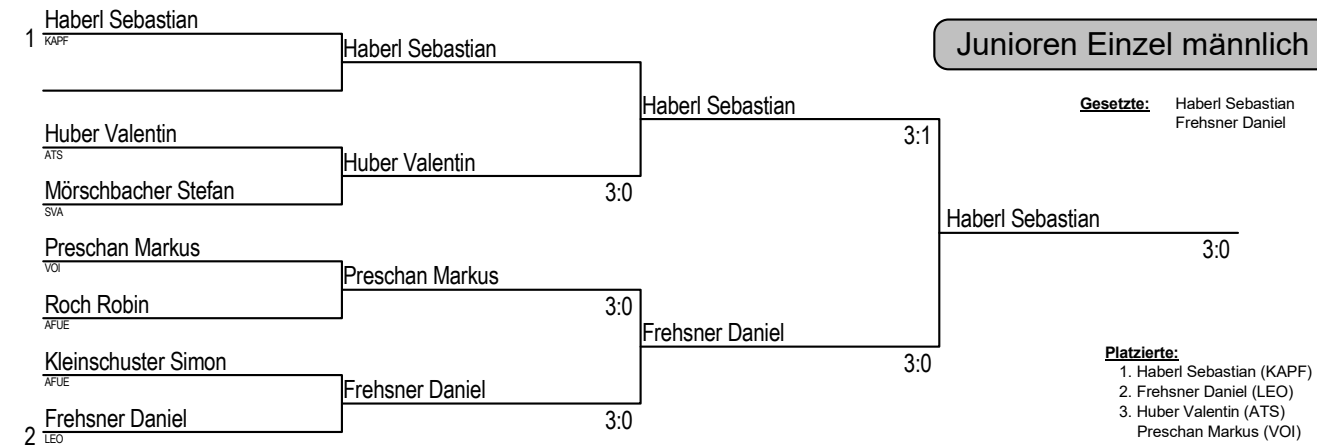 Junioren Einzel männlich
Gesetzte: Haberl Sebastian
Frehsner Daniel
1 Haberl Sebastian
KAPF
Huber Valentin
ATS
Mörschbacher Stefan
SVA
Preschan Markus
VOI
Roch Robin
AFUE
Kleinschuster Simon
AFUE
2 Frehsner Daniel
LEO
Haberl Sebastian
Huber Valentin
3:0
Preschan Markus
3:0
Frehsner Daniel
3:0
Haberl Sebastian
3:1
Frehsner Daniel
3:0
Haberl Sebastian
3:0
Platzierte:
1. Haberl Sebastian (KAPF)
2. Frehsner Daniel (LEO)
3. Huber Valentin (ATS)
Preschan Markus (VOI)